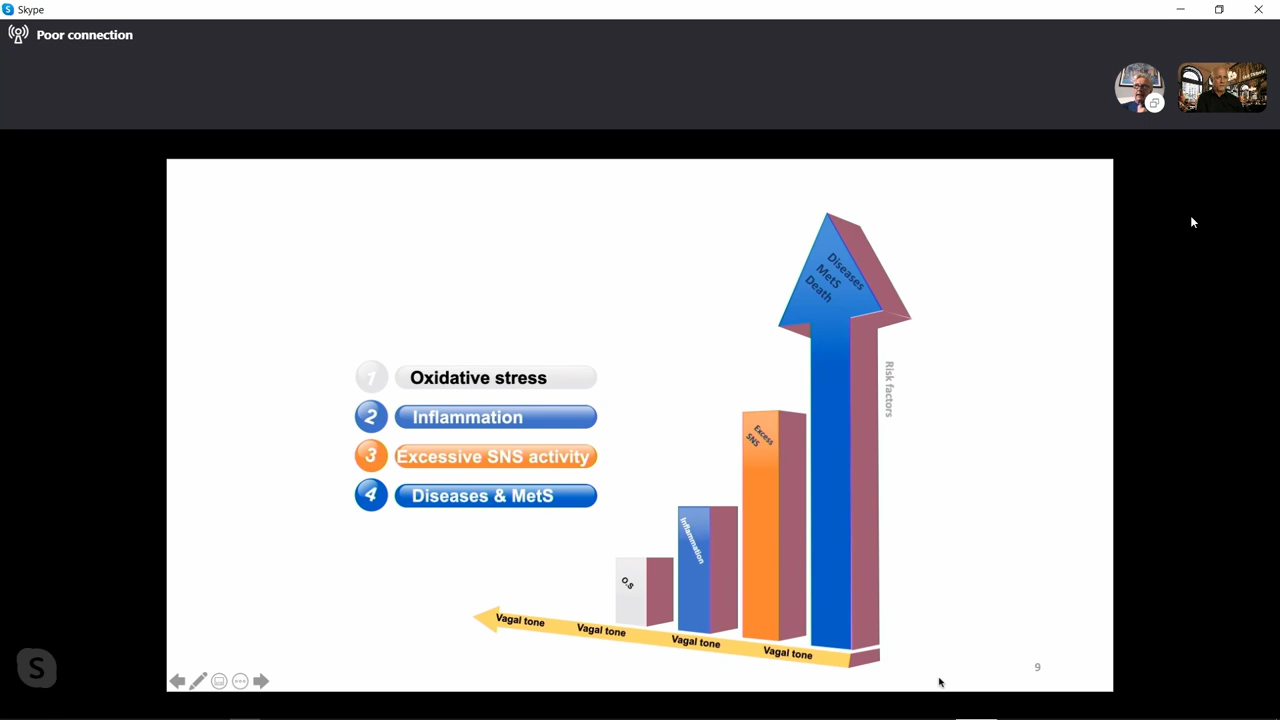 Skype
Poor connection
Diseases
MetS
Death
Risk factors
1 Oxidative stress
2 Inflammation
3 Excessive SNS activity
4 Diseases & MetS
Excess
SNS
Inflammation
O.S
Vagal tone Vagal tone Vagal tone Vagal tone
9